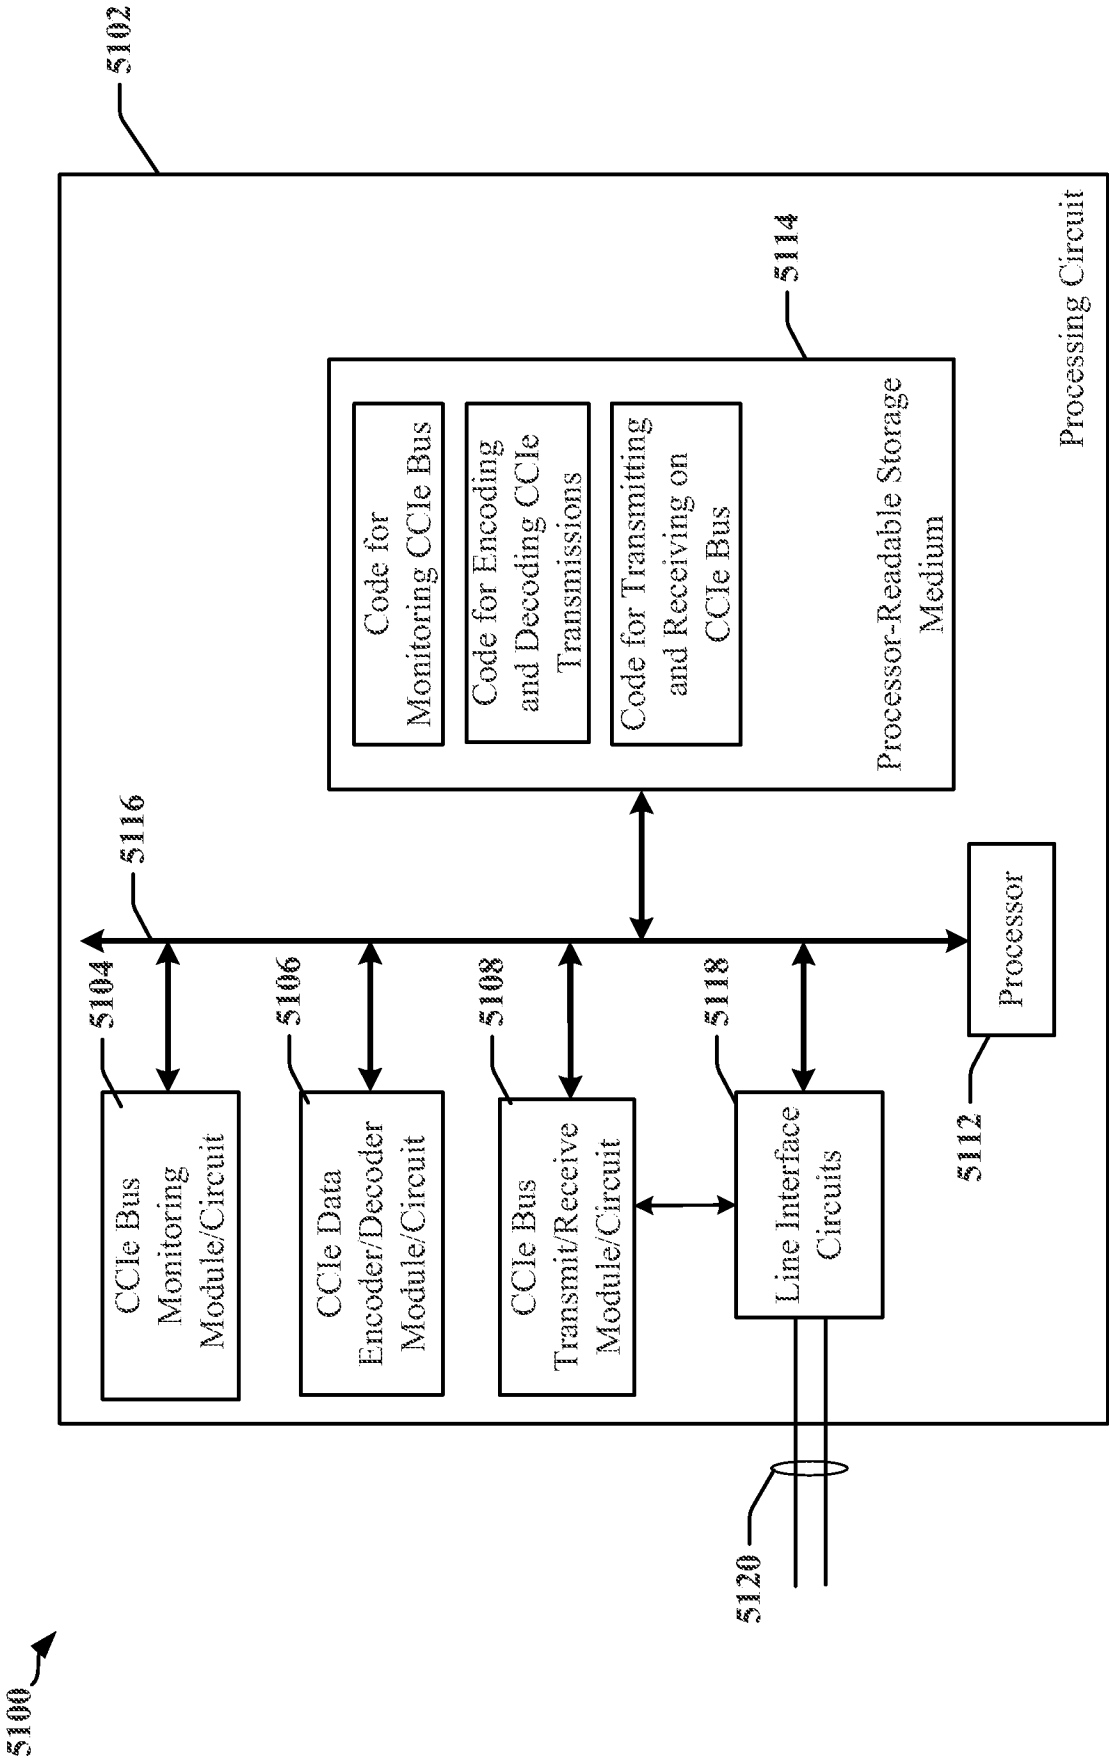 5100
5102
5104
CCIe Bus
Monitoring
Module/Circuit
5116
Code for
Monitoring CCIe Bus
5106
CCIe Data
Encoder/Decoder
Module/Circuit
Code for Encoding
and Decoding CCIe
Transmissions
5108
CCIe Bus
Transmit/Receive
Module/Circuit
Code for Transmitting
and Receiving on
CCIe Bus
5114
5118
Line Interface
Circuits
5120
Processor-Readable Storage
Medium
5112
Processor
Processing Circuit